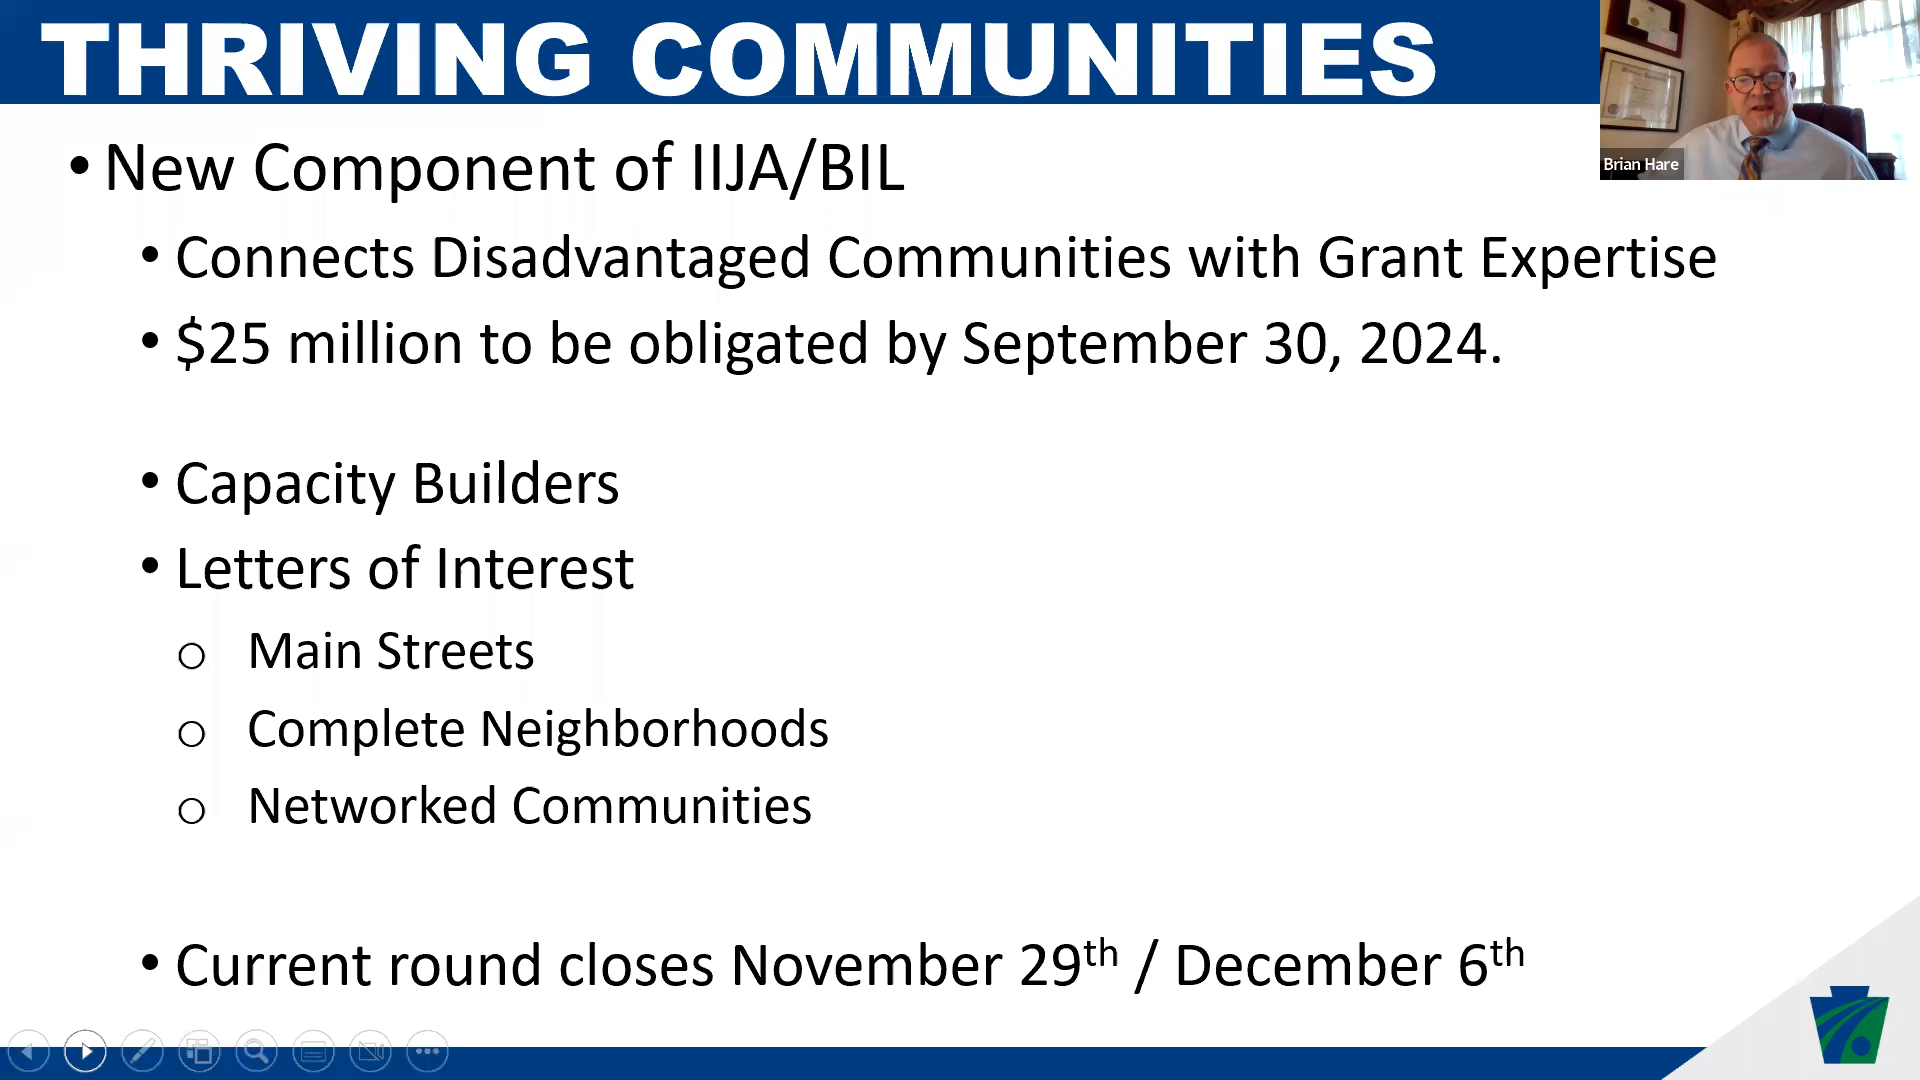 THRIVING COMMUNITIES
Brian Hare
• New Component of IIJA/BIL
• Connects Disadvantaged Communities with Grant Expertise
• $25 million to be obligated by September 30, 2024.
• Capacity Builders
• Letters of Interest
o Main Streets
o Complete Neighborhoods
o Networked Communities
• Current round closes November 29th / December 6th